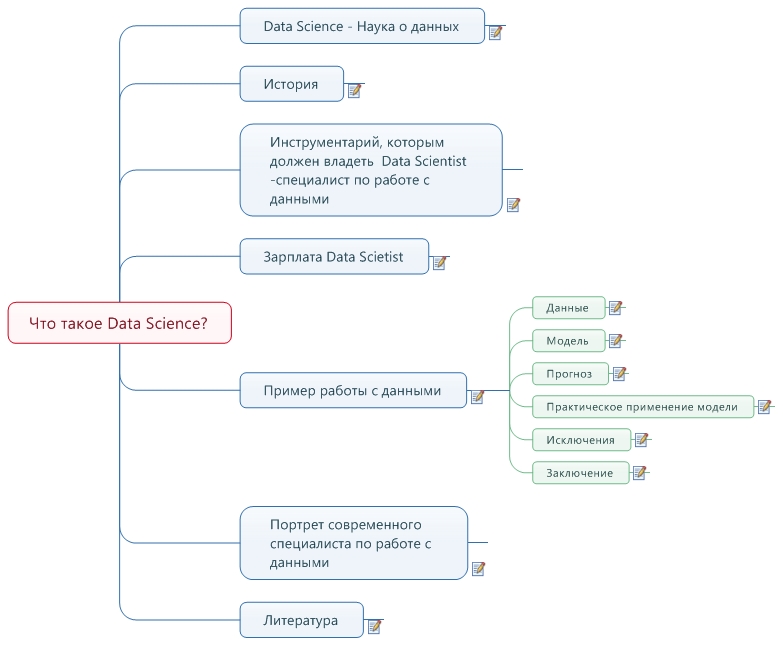 Data Science - Наука о данных
История
Инструментарий, которым
должен владеть Data Scientist
-специалист по работе с
данными
Зарплата Data Scietist
Что такое Data Science?
Пример работы с данными
Данные
Модель
Прогноз
Практическое применение модели
Исключения
Заключение
Портрет современного
специалиста по работе с
данными
Литература